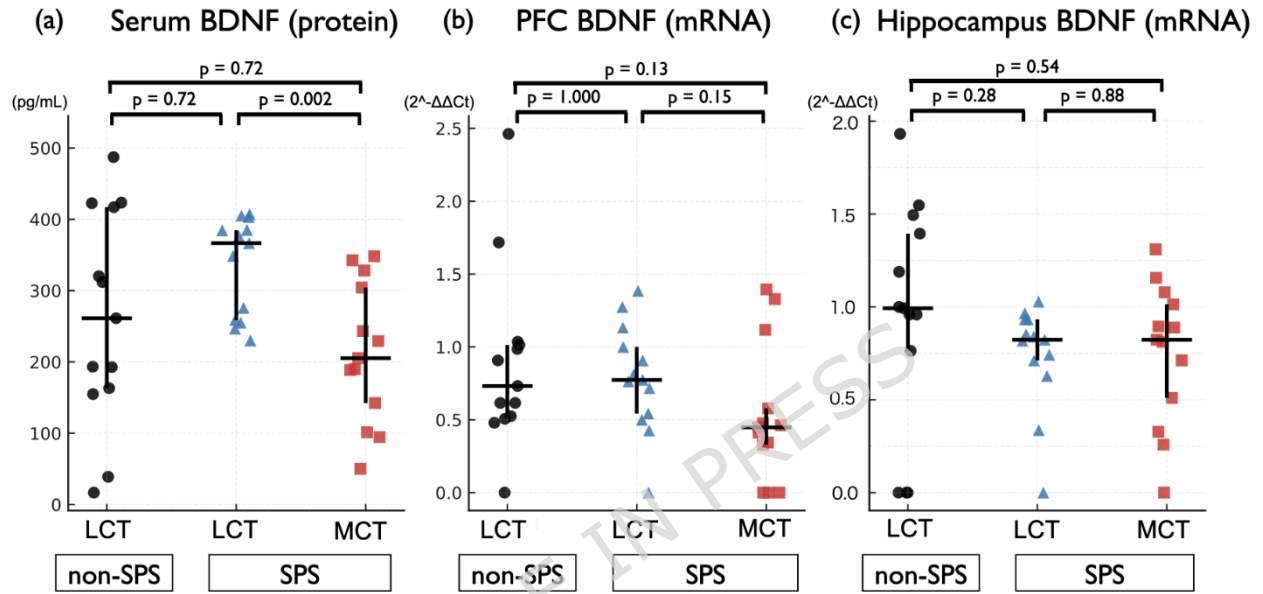 (a) Serum BDNF (protein)
p = 0.72
(pg/mL)
p = 0.72
p = 0.002
500
400
300
200
100
0
LCT
LCT
MCT
non-SPS
SPS
(b) PFC BDNF (mRNA)
p = 0.13
(2^-ΔΔCt)
p = 1.000
p = 0.15
2.5
2.0
1.5
1.0
0.5
0.0
LCT
LCT
MCT
non-SPS
SPS
(c) Hippocampus BDNF (mRNA)
p = 0.54
(2^-ΔΔCt)
p = 0.28
p = 0.88
2.0
1.5
1.0
0.5
0.0
LCT
LCT
MCT
non-SPS
SPS
E IN PRESS